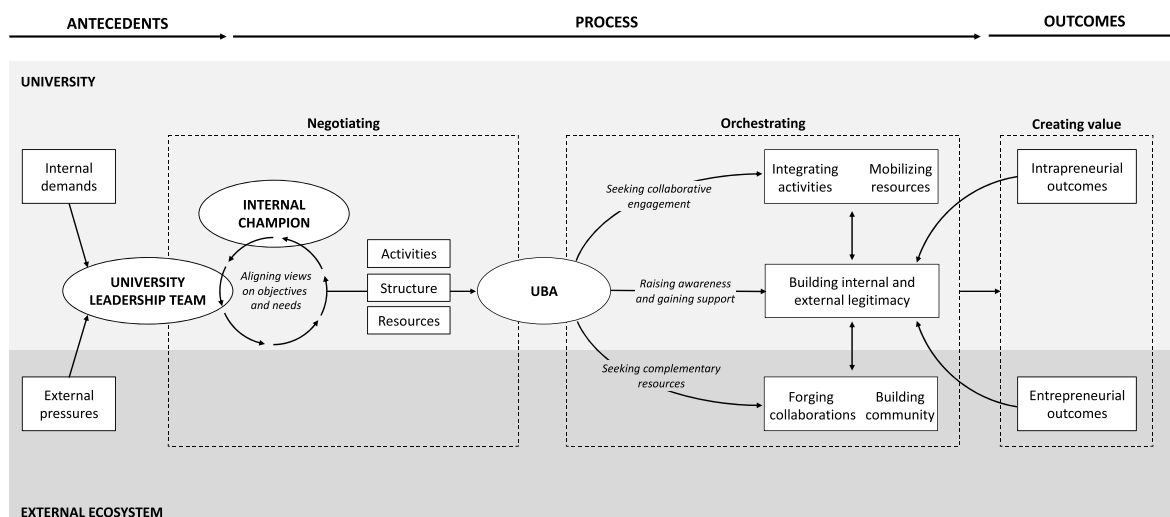 ANTECEDENTS
PROCESS
OUTCOMES
UNIVERSITY
Negotiating
Orchestrating
Creating value
Internal
demands
External
pressures
UNIVERSITY
LEADERSHIP TEAM
INTERNAL
CHAMPION
Aligning views
on objectives
and needs
Activities
Structure
Resources
UBA
Seeking collaborative
engagement
Raising awareness
and gaining support
Seeking complementary
resources
Integrating
activities
Mobilizing
resources
Building internal and
external legitimacy
Forging
collaborations
Building
community
Intrapreneurial
outcomes
Entrepreneurial
outcomes
EXTERNAL ECOSYSTEM